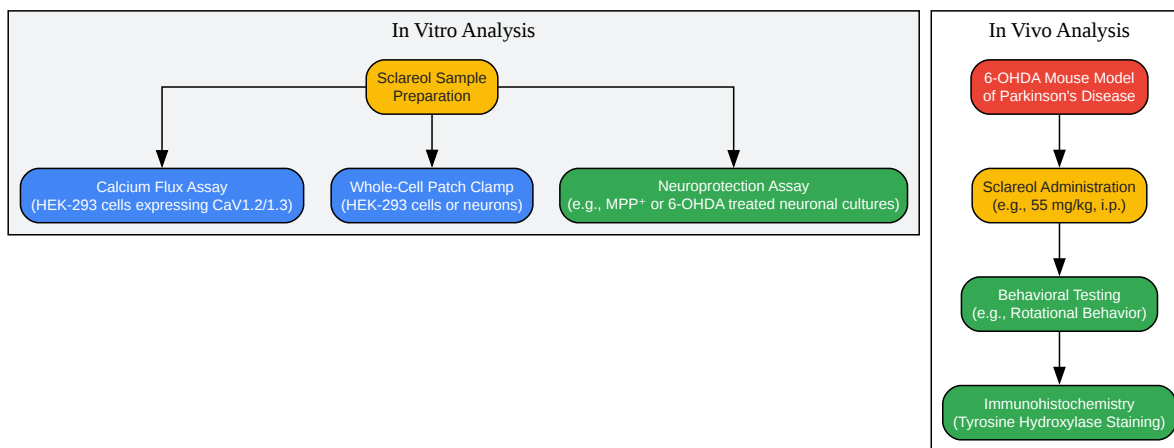 In Vitro Analysis
Sclareol Sample
Preparation
Calcium Flux Assay
(HEK-293 cells expressing CaV1.2/1.3)
Whole-Cell Patch Clamp
(HEK-293 cells or neurons)
Neuroprotection Assay
(e.g., MPP⁺ or 6-OHDA treated neuronal cultures)
In Vivo Analysis
6-OHDA Mouse Model
of Parkinson's Disease
Sclareol Administration
(e.g., 55 mg/kg, i.p.)
Behavioral Testing
(e.g., Rotational Behavior)
Immunohistochemistry
(Tyrosine Hydroxylase Staining)